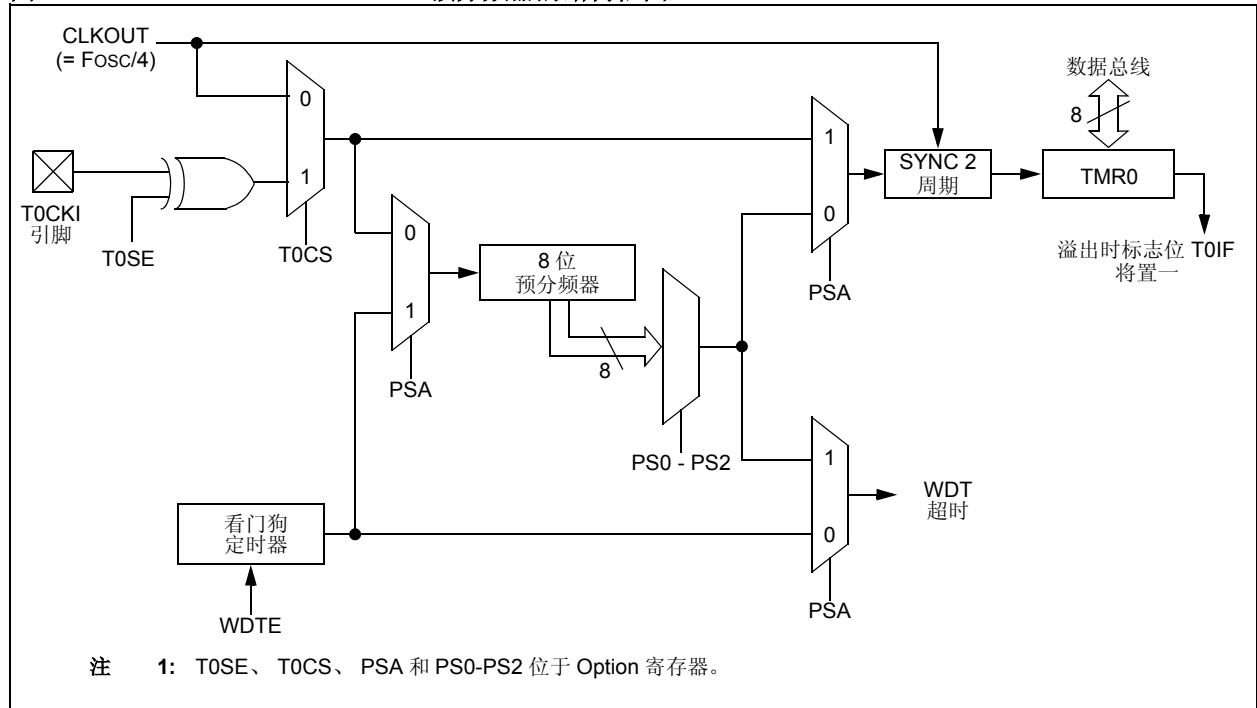 CLKOUT
(= FOSC/4)
T0CKI
引脚
T0SE
0
1
T0CS
0
1
PSA
8 位
预分频器
8
PS0 - PS2
1
0
PSA
SYNC 2
周期
数据总线
8
TMR0
溢出时标志位 T0IF
将置一
看门狗
定时器
WDTE
1
0
PSA
WDT
超时
注 1: T0SE、 T0CS、 PSA 和 PS0-PS2 位于 Option 寄存器。